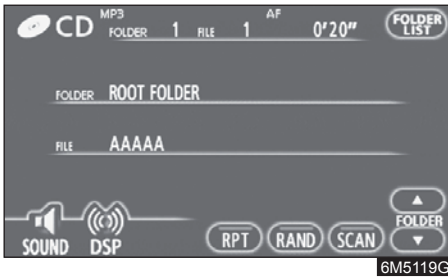 MP3 AF
CD FOLDER 1 FILE 1 0'20" FOLDER LIST
FOLDER ROOT FOLDER
FILE AAAAA
SOUND DSP RPT RAND SCAN FOLDER
6M5119G